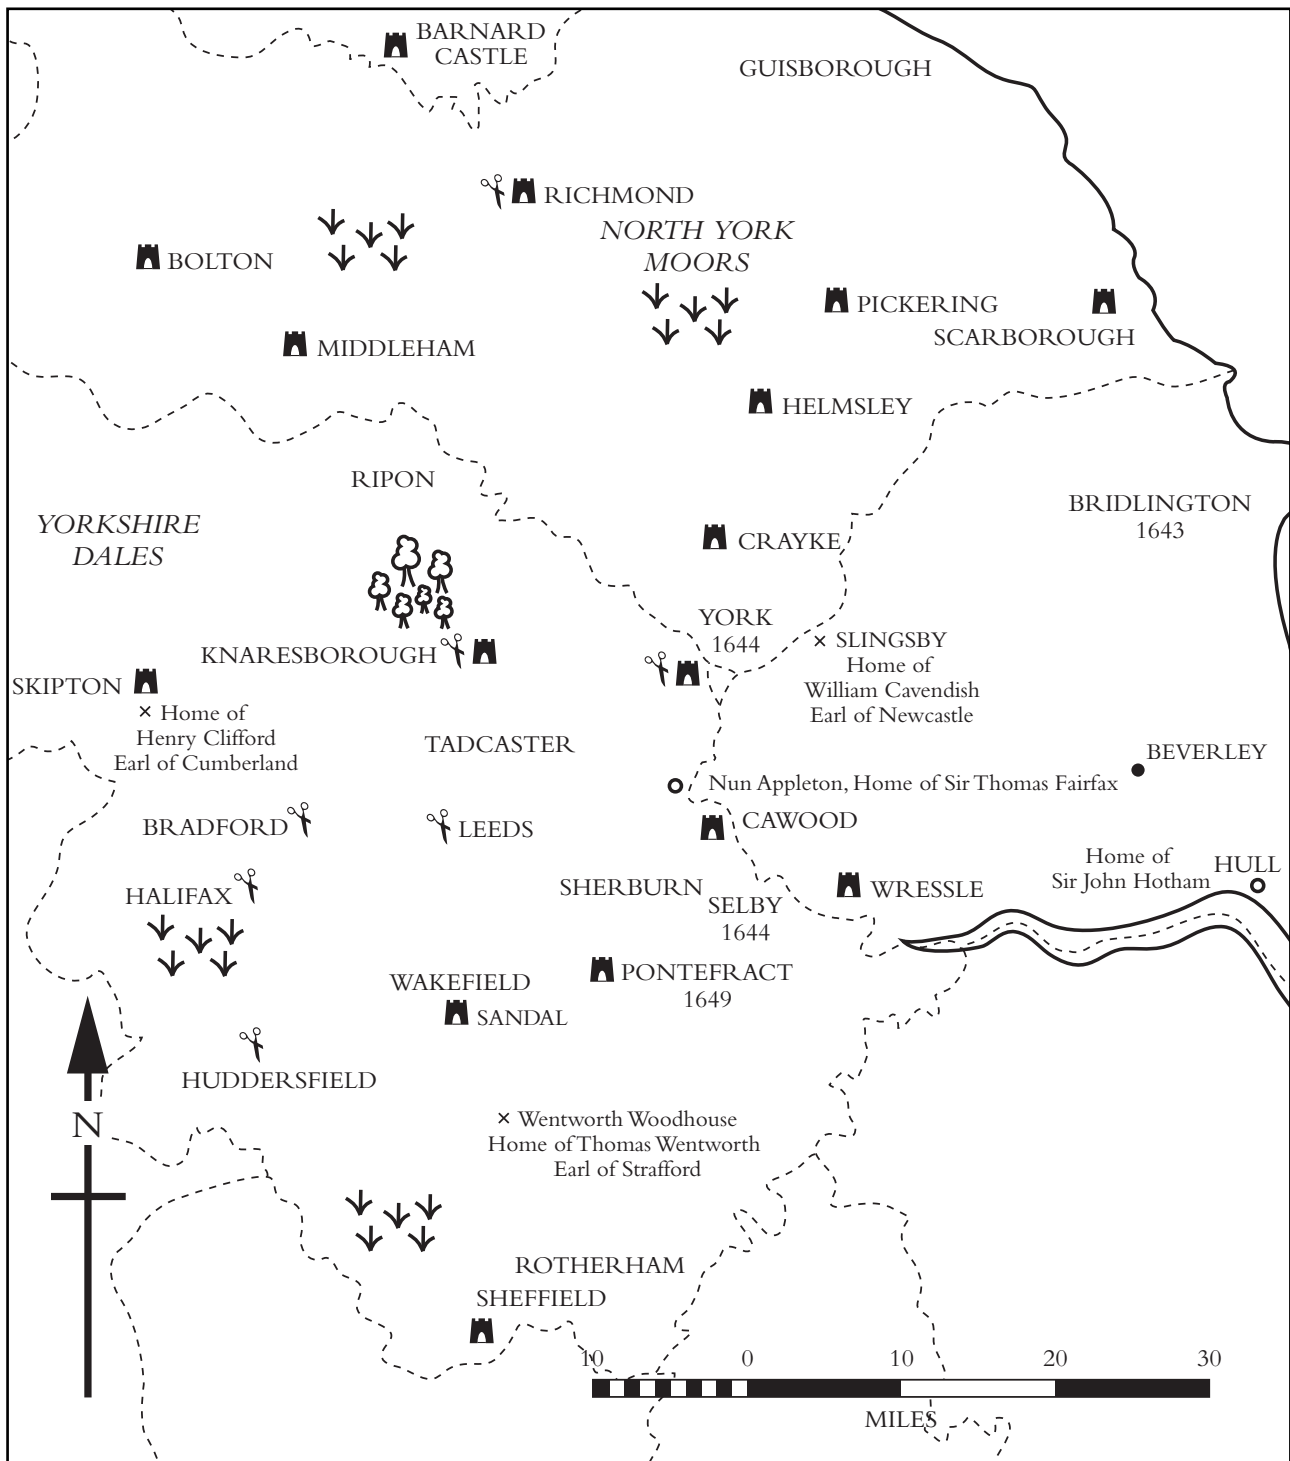 BARNARD
CASTLE
GUISBOROUGH
RICHMOND
NORTH YORK
MOORS
BOLTON
PICKERING
SCARBOROUGH
MIDDLEHAM
HELMSLEY
RIPON
YORKSHIRE
DALES
BRIDLINGTON
1643
CRAYKE
YORK
1644
SLINGSBY
Home of
William Cavendish
Earl of Newcastle
KNARESBOROUGH
SKIPTON
Home of
Henry Clifford
Earl of Cumberland
TADCASTER
BEVERLEY
Nun Appleton, Home of Sir Thomas Fairfax
BRADFORD
LEEDS
CAWOOD
Home of
Sir John Hotham
HULL
HALIFAX
SHERBURN
SELBY
1644
WRESSLE
WAKEFIELD
SANDAL
PONTEFRACT
1649
HUDDERSFIELD
N
Wentworth Woodhouse
Home of Thomas Wentworth
Earl of Strafford
ROTHERHAM
SHEFFIELD
10 0 10 20 30
MILES